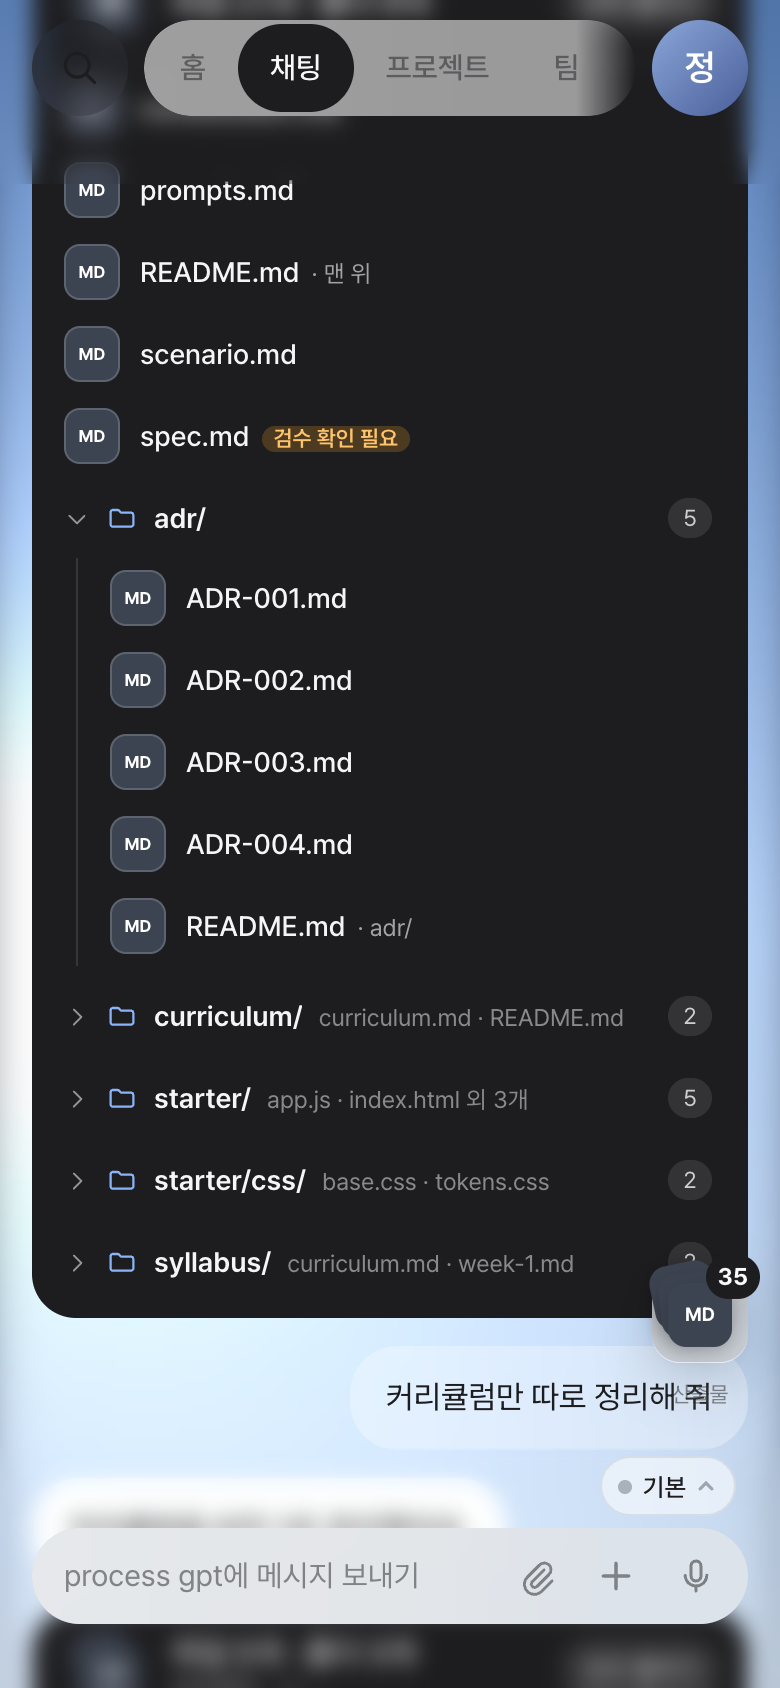 홈 채팅 프로젝트 팀 정
MD prompts.md
MD README.md · 맨 위
MD scenario.md
MD spec.md 검수 확인 필요
adr/ 5
MD ADR-001.md
MD ADR-002.md
MD ADR-003.md
MD ADR-004.md
MD README.md · adr/
curriculum/ curriculum.md · README.md 2
starter/ app.js · index.html 외 3개 5
starter/css/ base.css · tokens.css 2
syllabus/ curriculum.md · week-1.md
35
MD
커리큘럼만 따로 정리해 줘
기본
process gpt에 메시지 보내기